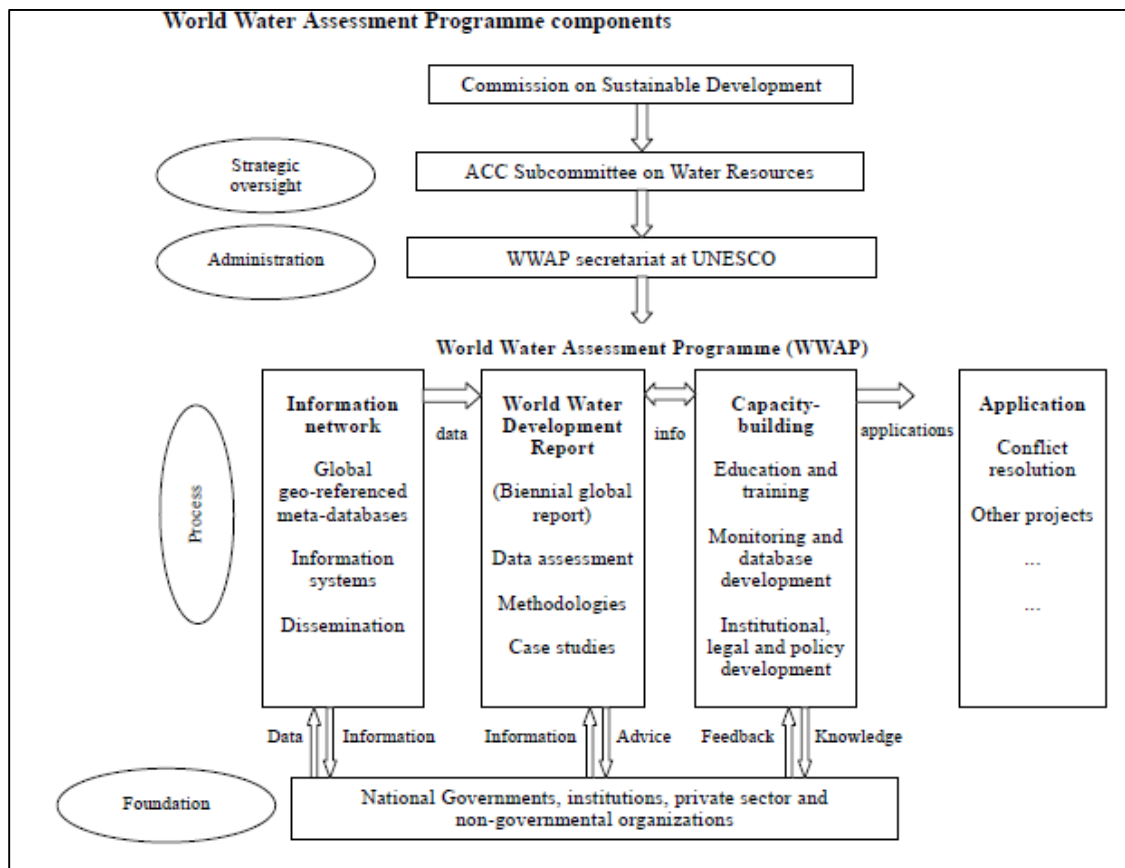 World Water Assessment Programme components
Commission on Sustainable Development
Strategic
oversight
ACC Subcommittee on Water Resources
Administration
WWAP secretariat at UNESCO
World Water Assessment Programme (WWAP)
Process
Information
network
Global
geo-referenced
meta-databases
Information
systems
Dissemination
data
World Water
Development
Report
(Biennial global
report)
Data assessment
Methodologies
Case studies
info
Capacity-
building
Education and
training
Monitoring and
database
development
Institutional,
legal and policy
development
applications
Application
Conflict
resolution
Other projects
...
...
Data
Information
Information
Advice
Feedback
Knowledge
Foundation
National Governments, institutions, private sector and
non-governmental organizations